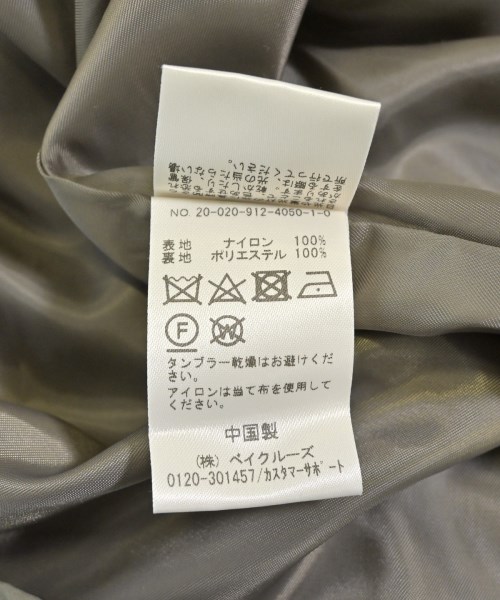 NO. 20-020-912-4050-1-0
表地 ナイロン 100%
裏地 ポリエステル 100%
F
W
タンブラー乾燥はお避けくださ
さい。
アイロンは当て布を使用してく
ください。
中国製
(株) ベイクルーズ
0120-301457/カスタマーサポート